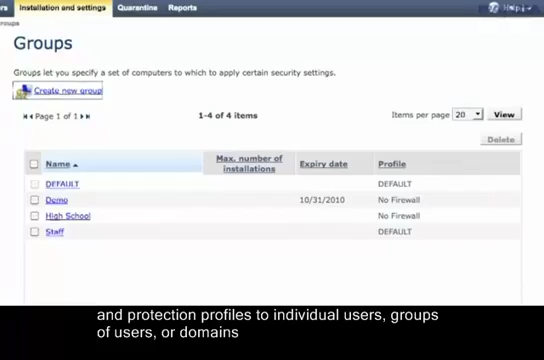 rs Installation and settings Quarantine Reports Help
roups
Groups
Groups let you specify a set of computers to which to apply certain security settings.
Create new group
Page 1 of 1 1-4 of 4 items Items per page 20 View
Delete
Name Max. number of installations Expiry date Profile
DEFAULT DEFAULT
Demo 10/31/2010 No Firewall
High School No Firewall
Staff DEFAULT
and protection profiles to individual users, groups
of users, or domains